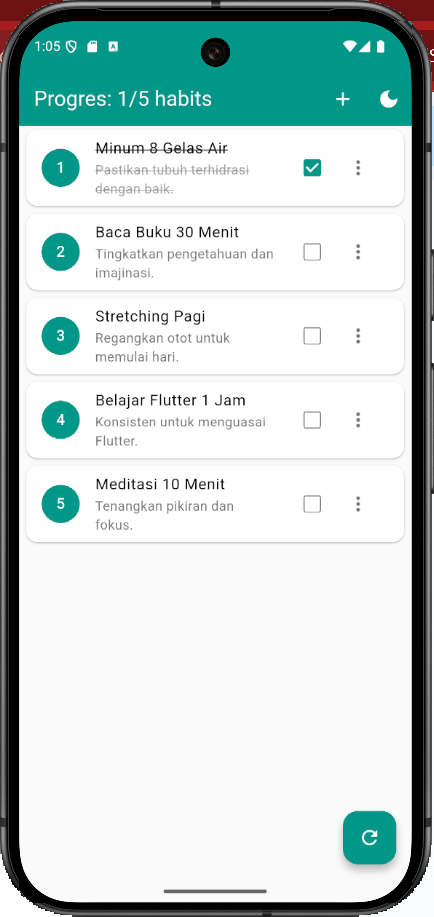 1:05
Progres: 1/5 habits
1
Minum 8 Gelas Air
Pastikan tubuh terhidrasi
dengan baik.
2
Baca Buku 30 Menit
Tingkatkan pengetahuan dan
imajinasi.
3
Stretching Pagi
Regangkan otot untuk
memulai hari.
4
Belajar Flutter 1 Jam
Konsisten untuk menguasai
Flutter.
5
Meditasi 10 Menit
Tenangkan pikiran dan
fokus.